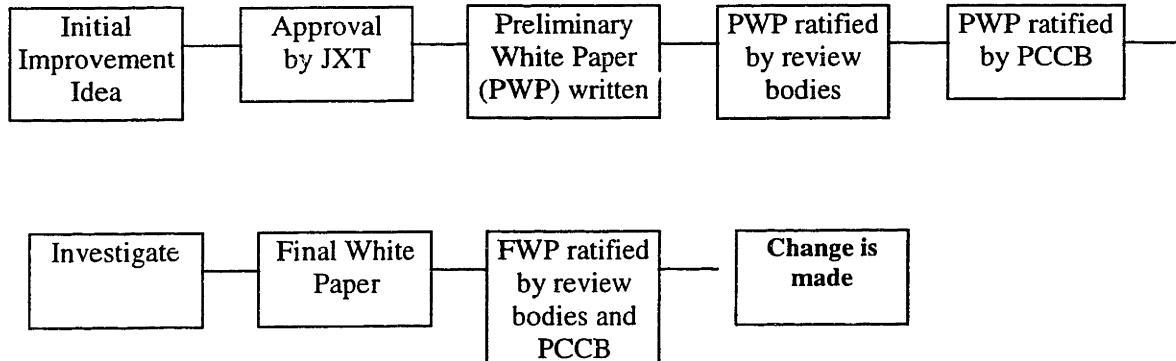 Initial
Improvement
Idea
Approval
by JXT
Preliminary
White Paper
(PWP) written
PWP ratified
by review
bodies
PWP ratified
by PCCB
Investigate
Final White
Paper
FWP ratified
by review
bodies and
PCCB
Change is
made